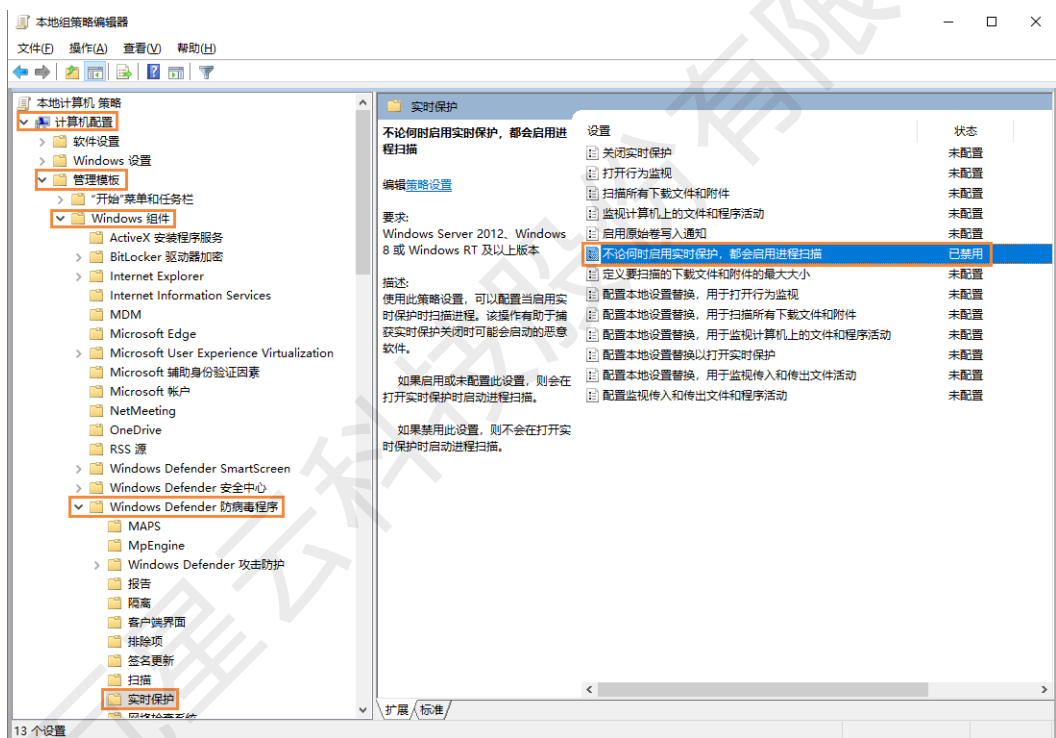 本地组策略编辑器
文件(F) 操作(A) 查看(V) 帮助(H)
本地计算机 策略
计算机配置
软件设置
Windows 设置
管理模板
"开始"菜单和任务栏
Windows 组件
ActiveX 安装程序服务
BitLocker 驱动器加密
Internet Explorer
Internet Information Services
MDM
Microsoft Edge
Microsoft User Experience Virtualization
Microsoft 辅助身份验证因素
Microsoft 帐户
NetMeeting
OneDrive
RSS 源
Windows Defender SmartScreen
Windows Defender 安全中心
Windows Defender 防病毒程序
MAPS
MpEngine
Windows Defender 攻击防护
报告
隔离
客户端界面
排除项
签名更新
扫描
实时保护
网络检查系统
实时保护
不论何时启用实时保护，都会启用进
程扫描
编辑策略设置
要求:
Windows Server 2012、Windows
8 或 Windows RT 及以上版本
描述:
使用此策略设置，可以配置当启用实
时保护时扫描进程。该操作有助于捕
获实时保护关闭时可能会启动的恶意
软件。
如果启用或未配置此设置，则会在
打开实时保护时启动进程扫描。
如果禁用此设置，则不会在打开实
时保护时启动进程扫描。
设置 状态
关闭实时保护 未配置
打开行为监视 未配置
扫描所有下载文件和附件 未配置
监视计算机上的文件和程序活动 未配置
启用原始卷写入通知 未配置
不论何时启用实时保护，都会启用进程扫描 已禁用
定义要扫描的下载文件和附件的最大大小 未配置
配置本地设置替换，用于打开行为监视 未配置
配置本地设置替换，用于扫描所有下载文件和附件 未配置
配置本地设置替换，用于监视计算机上的文件和程序活动 未配置
配置本地设置替换以打开实时保护 未配置
配置本地设置替换，用于监视传入和传出文件活动 未配置
配置监视传入和传出文件和程序活动 未配置
扩展 标准
13 个设置
星云科技股份有限